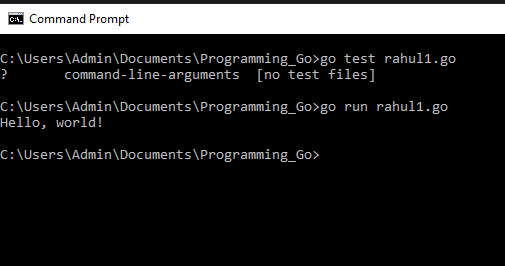 Command Prompt
C:\Users\Admin\Documents\Programming_Go>go test rahul1.go
?       command-line-arguments  [no test files]
C:\Users\Admin\Documents\Programming_Go>go run rahul1.go
Hello, world!
C:\Users\Admin\Documents\Programming_Go>